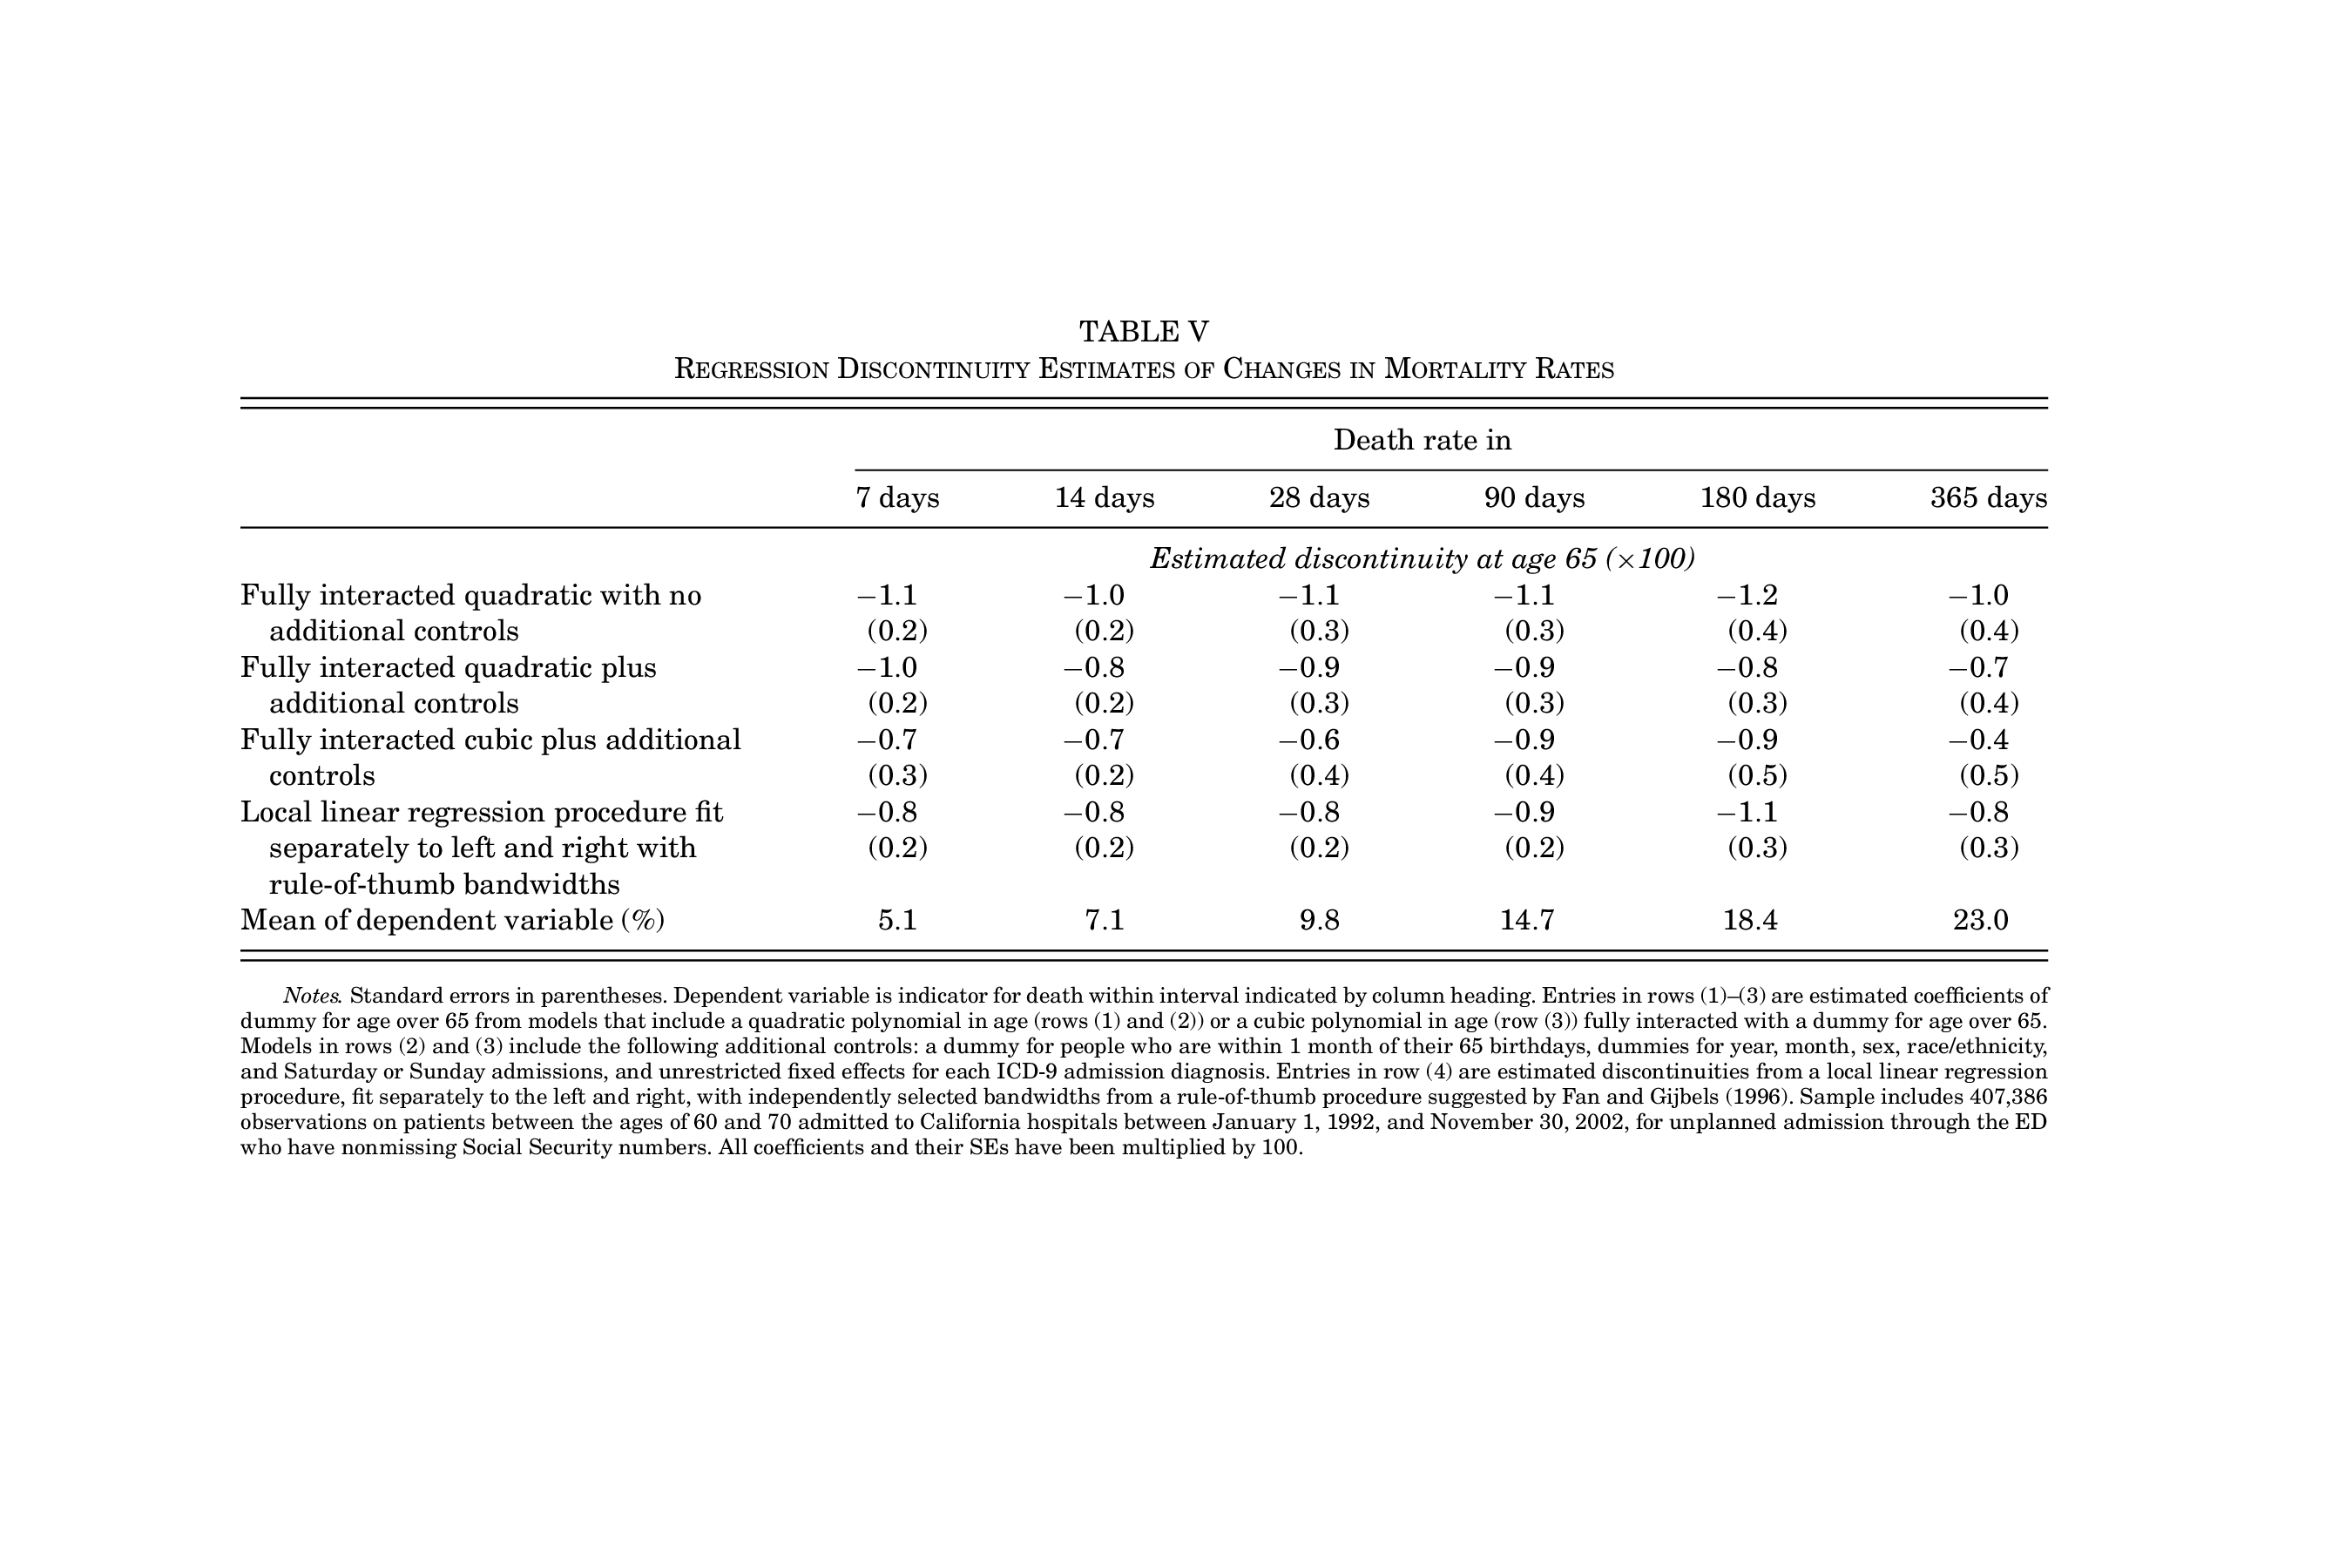 TABLE V
REGRESSION DISCONTINUITY ESTIMATES OF CHANGES IN MORTALITY RATES
Death rate in
7 days 14 days 28 days 90 days 180 days 365 days
Estimated discontinuity at age 65 (×100)
Fully interacted quadratic with no −1.1 −1.0 −1.1 −1.1 −1.2 −1.0
additional controls (0.2) (0.2) (0.3) (0.3) (0.4) (0.4)
Fully interacted quadratic plus −1.0 −0.8 −0.9 −0.9 −0.8 −0.7
additional controls (0.2) (0.2) (0.3) (0.3) (0.3) (0.4)
Fully interacted cubic plus additional −0.7 −0.7 −0.6 −0.9 −0.9 −0.4
controls (0.3) (0.2) (0.4) (0.4) (0.5) (0.5)
Local linear regression procedure fit −0.8 −0.8 −0.8 −0.9 −1.1 −0.8
separately to left and right with (0.2) (0.2) (0.2) (0.2) (0.3) (0.3)
rule-of-thumb bandwidths
Mean of dependent variable (%) 5.1 7.1 9.8 14.7 18.4 23.0
Notes. Standard errors in parentheses. Dependent variable is indicator for death within interval indicated by column heading. Entries in rows (1)–(3) are estimated coefficients of
dummy for age over 65 from models that include a quadratic polynomial in age (rows (1) and (2)) or a cubic polynomial in age (row (3)) fully interacted with a dummy for age over 65.
Models in rows (2) and (3) include the following additional controls: a dummy for people who are within 1 month of their 65 birthdays, dummies for year, month, sex, race/ethnicity,
and Saturday or Sunday admissions, and unrestricted fixed effects for each ICD-9 admission diagnosis. Entries in row (4) are estimated discontinuities from a local linear regression
procedure, fit separately to the left and right, with independently selected bandwidths from a rule-of-thumb procedure suggested by Fan and Gijbels (1996). Sample includes 407,386
observations on patients between the ages of 60 and 70 admitted to California hospitals between January 1, 1992, and November 30, 2002, for unplanned admission through the ED
who have nonmissing Social Security numbers. All coefficients and their SEs have been multiplied by 100.